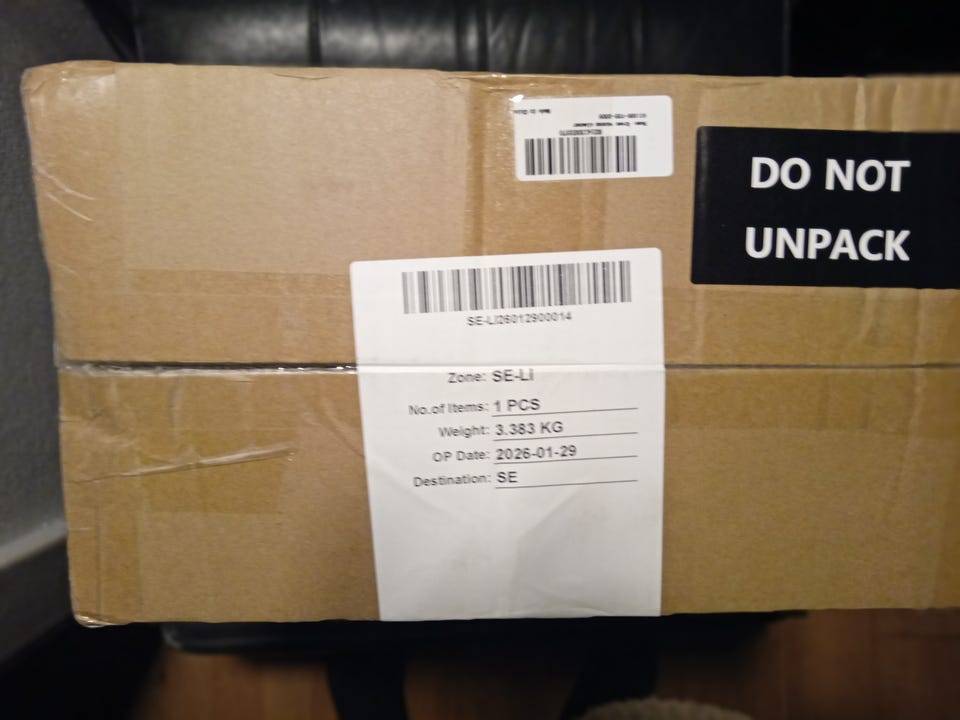 DO NOT
UNPACK
SE-LI26012900014
Zone: SE-LI
No.of Items: 1 PCS
Weight: 3.383 KG
OP Date: 2026-01-29
Destination: SE